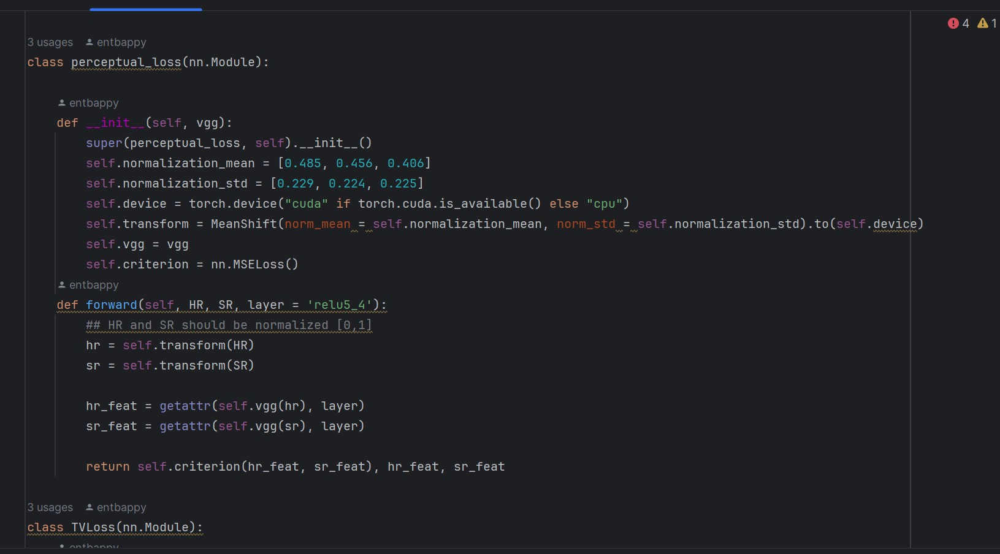 4 1
3 usages entbappy
class perceptual_loss(nn.Module):
entbappy
def __init__(self, vgg):
super(perceptual_loss, self).__init__()
self.normalization_mean = [0.485, 0.456, 0.406]
self.normalization_std = [0.229, 0.224, 0.225]
self.device = torch.device("cuda" if torch.cuda.is_available() else "cpu")
self.transform = MeanShift(norm_mean = self.normalization_mean, norm_std = self.normalization_std).to(self.device)
self.vgg = vgg
self.criterion = nn.MSELoss()
entbappy
def forward(self, HR, SR, layer = 'relu5_4'):
## HR and SR should be normalized [0,1]
hr = self.transform(HR)
sr = self.transform(SR)
hr_feat = getattr(self.vgg(hr), layer)
sr_feat = getattr(self.vgg(sr), layer)
return self.criterion(hr_feat, sr_feat), hr_feat, sr_feat
3 usages entbappy
class TVLoss(nn.Module):
entbappy